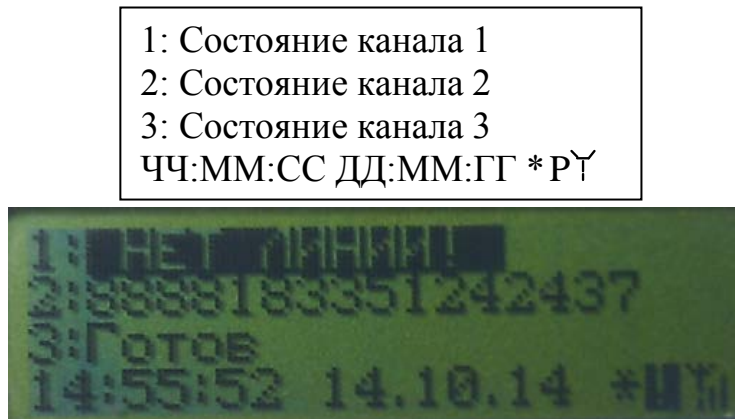 1: Состояние канала 1
2: Состояние канала 2
3: Состояние канала 3
ЧЧ:ММ:СС ДД:ММ:ГГ *Р
1: НЕТ ЛИНИИ!
2:88881833351242437
3:Готов
14:55:52 14.10.14 *